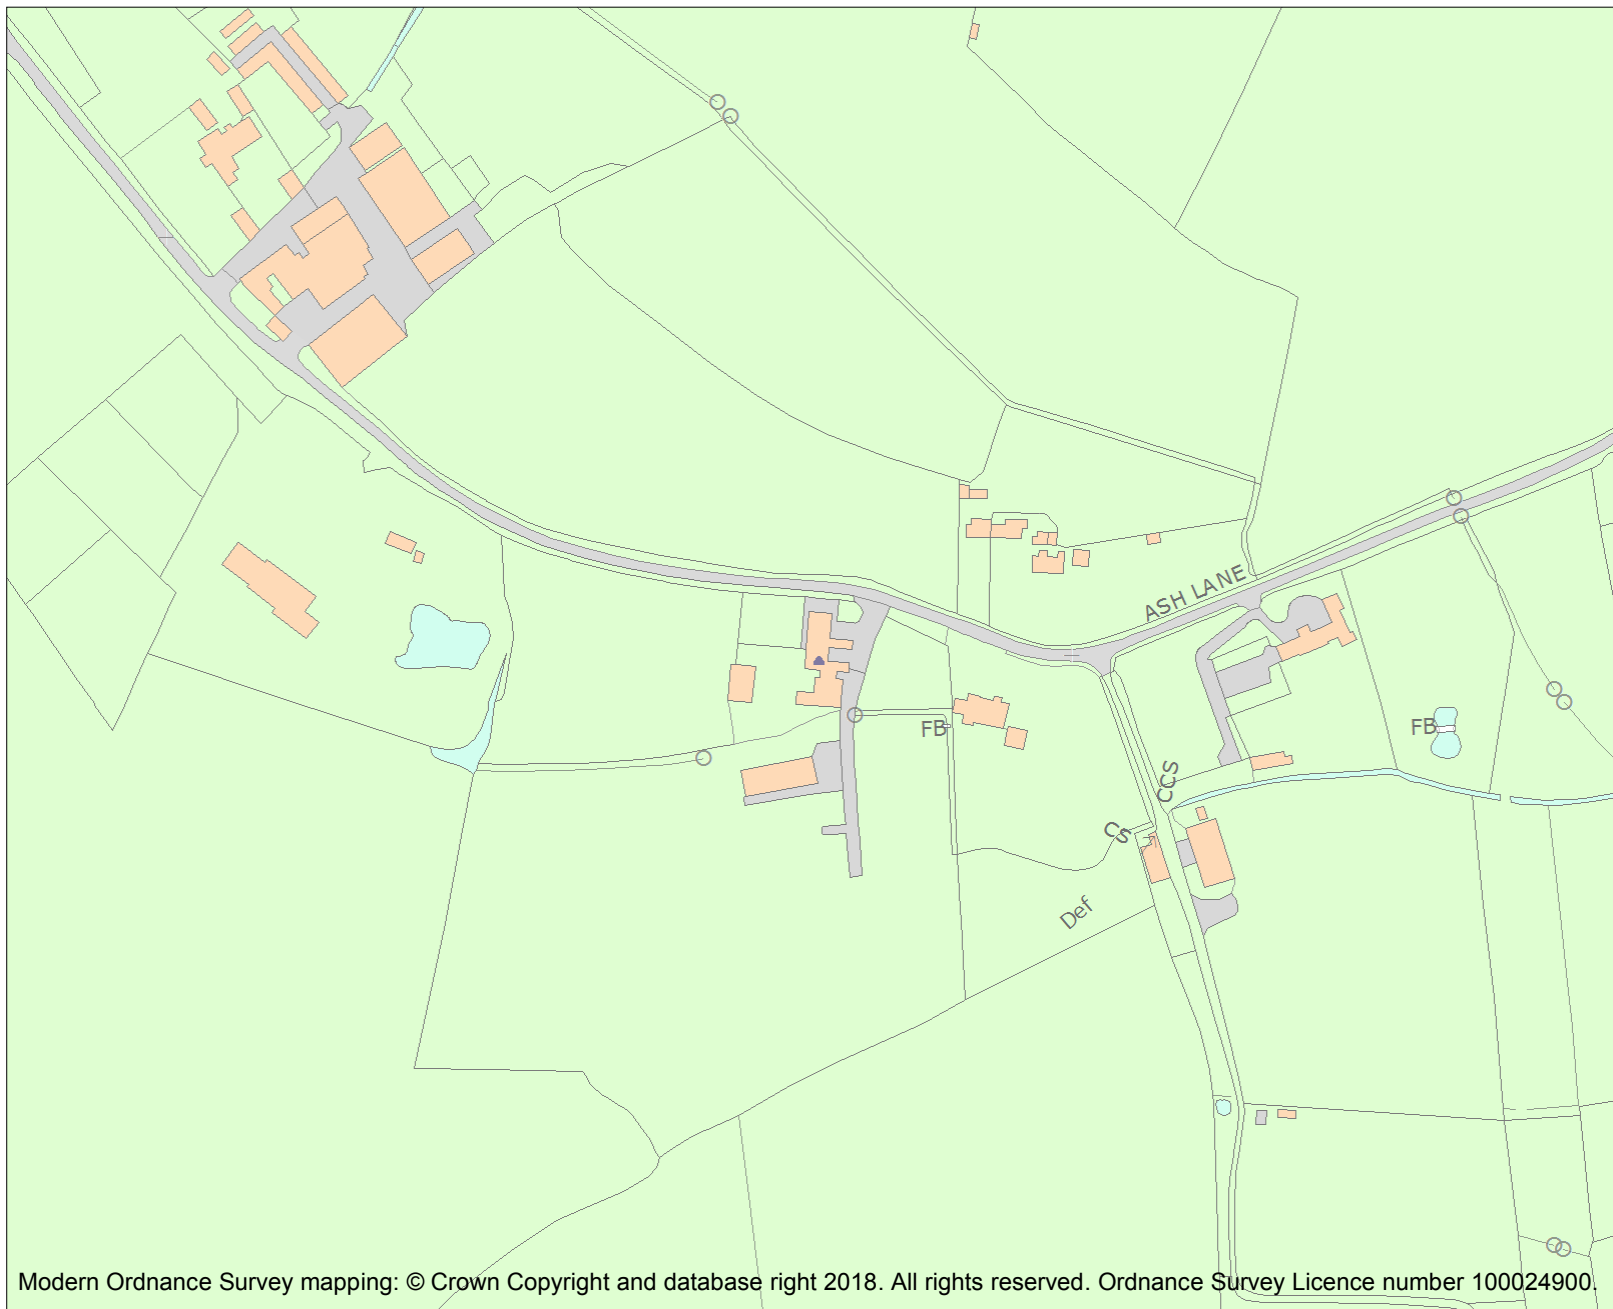 ASH LANE
FB
FB
CCS
Cs
Def
Modern Ordnance Survey mapping: © Crown Copyright and database right 2018. All rights reserved. Ordnance Survey Licence number 100024900.